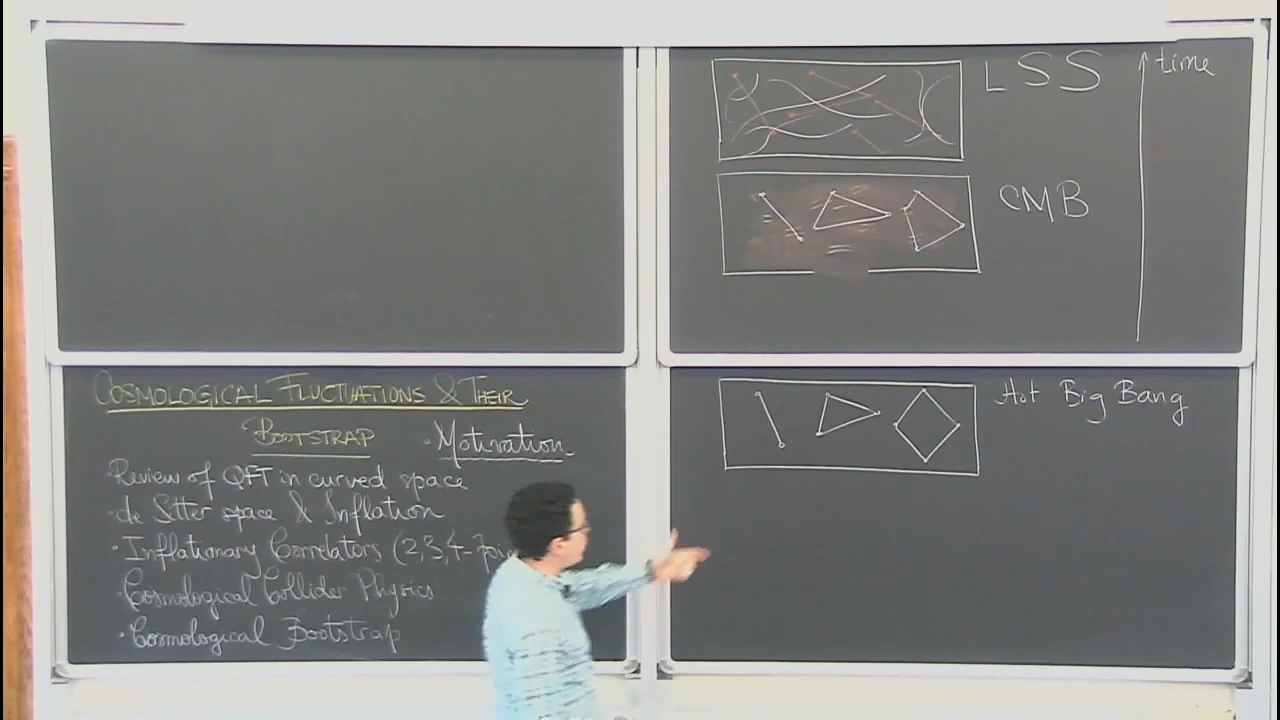 LSS
time
CMB
COSMOLOGICAL FLUCTUATIONS & THEIR
BOOTSTRAP
· Motivation
· Review of QFT in curved space
· de Sitter space & Inflation
· Inflationary Correlators (2,3,4-
· Cosmological Collider Physics
· Cosmological Bootstrap
Hot Big Bang